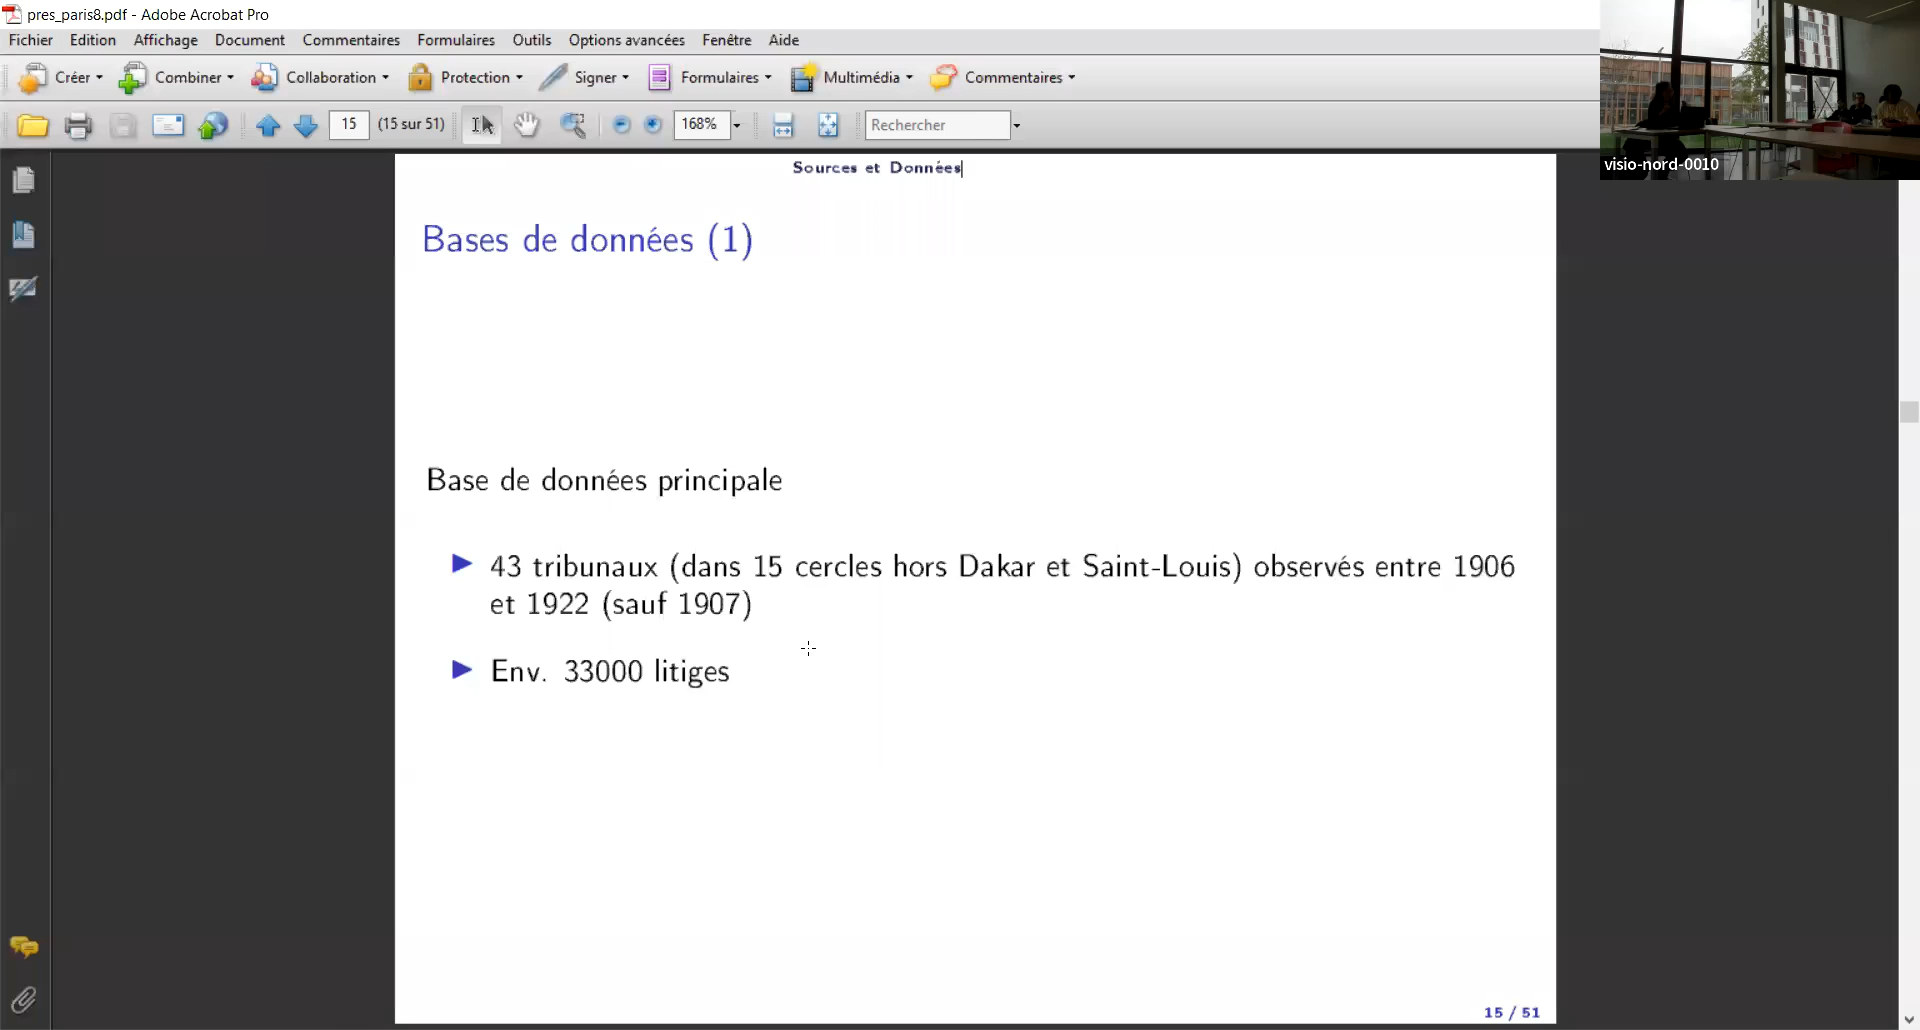 pres_paris8.pdf - Adobe Acrobat Pro
Fichier Edition Affichage Document Commentaires Formulaires Outils Options avancées Fenêtre Aide
Créer Combiner Collaboration Protection Signer Formulaires Multimédia Commentaires
15 (15 sur 51) 168% Rechercher
visio-nord-0010
Sources et Données
Bases de données (1)
Base de données principale
43 tribunaux (dans 15 cercles hors Dakar et Saint-Louis) observés entre 1906
et 1922 (sauf 1907)
Env. 33000 litiges
15 / 51